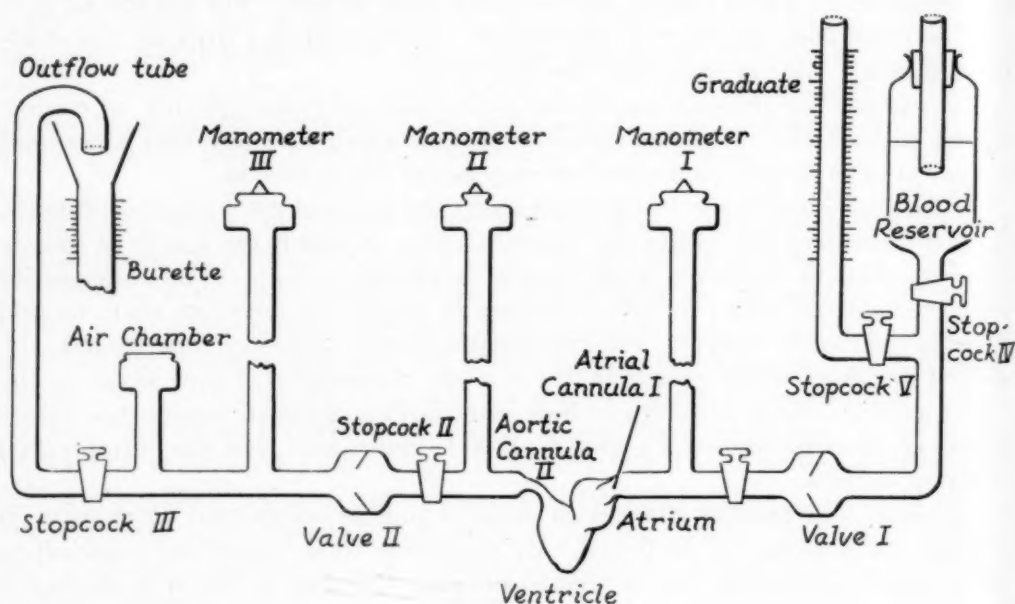 Outflow tube
Graduate
Manometer
III
Manometer
II
Manometer
I
Blood
Reservoir
Burette
Air Chamber
Stop-
cock IV
Atrial
Cannula I
Stopcock V
Stopcock II
Aortic
Cannula
II
Stopcock III
Valve II
Atrium
Valve I
Ventricle